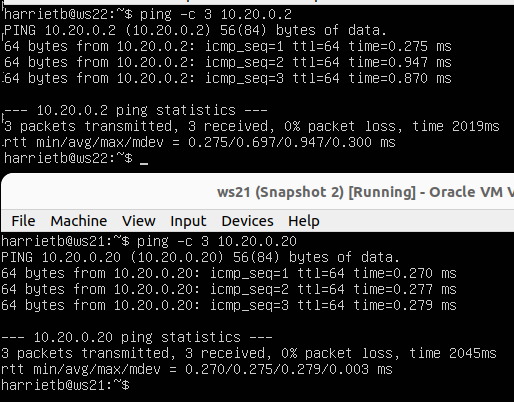 harrietb@ws22:~$ ping -c 3 10.20.0.2
PING 10.20.0.2 (10.20.0.2) 56(84) bytes of data.
64 bytes from 10.20.0.2: icmp_seq=1 ttl=64 time=0.275 ms
64 bytes from 10.20.0.2: icmp_seq=2 ttl=64 time=0.947 ms
64 bytes from 10.20.0.2: icmp_seq=3 ttl=64 time=0.870 ms
--- 10.20.0.2 ping statistics ---
3 packets transmitted, 3 received, 0% packet loss, time 2019ms
rtt min/avg/max/mdev = 0.275/0.697/0.947/0.300 ms
harrietb@ws22:~$ _
ws21 (Snapshot 2) [Running] - Oracle VM V
File Machine View Input Devices Help
harrietb@ws21:~$ ping -c 3 10.20.0.20
PING 10.20.0.20 (10.20.0.20) 56(84) bytes of data.
64 bytes from 10.20.0.20: icmp_seq=1 ttl=64 time=0.270 ms
64 bytes from 10.20.0.20: icmp_seq=2 ttl=64 time=0.277 ms
64 bytes from 10.20.0.20: icmp_seq=3 ttl=64 time=0.279 ms
--- 10.20.0.20 ping statistics ---
3 packets transmitted, 3 received, 0% packet loss, time 2045ms
rtt min/avg/max/mdev = 0.270/0.275/0.279/0.003 ms
harrietb@ws21:~$